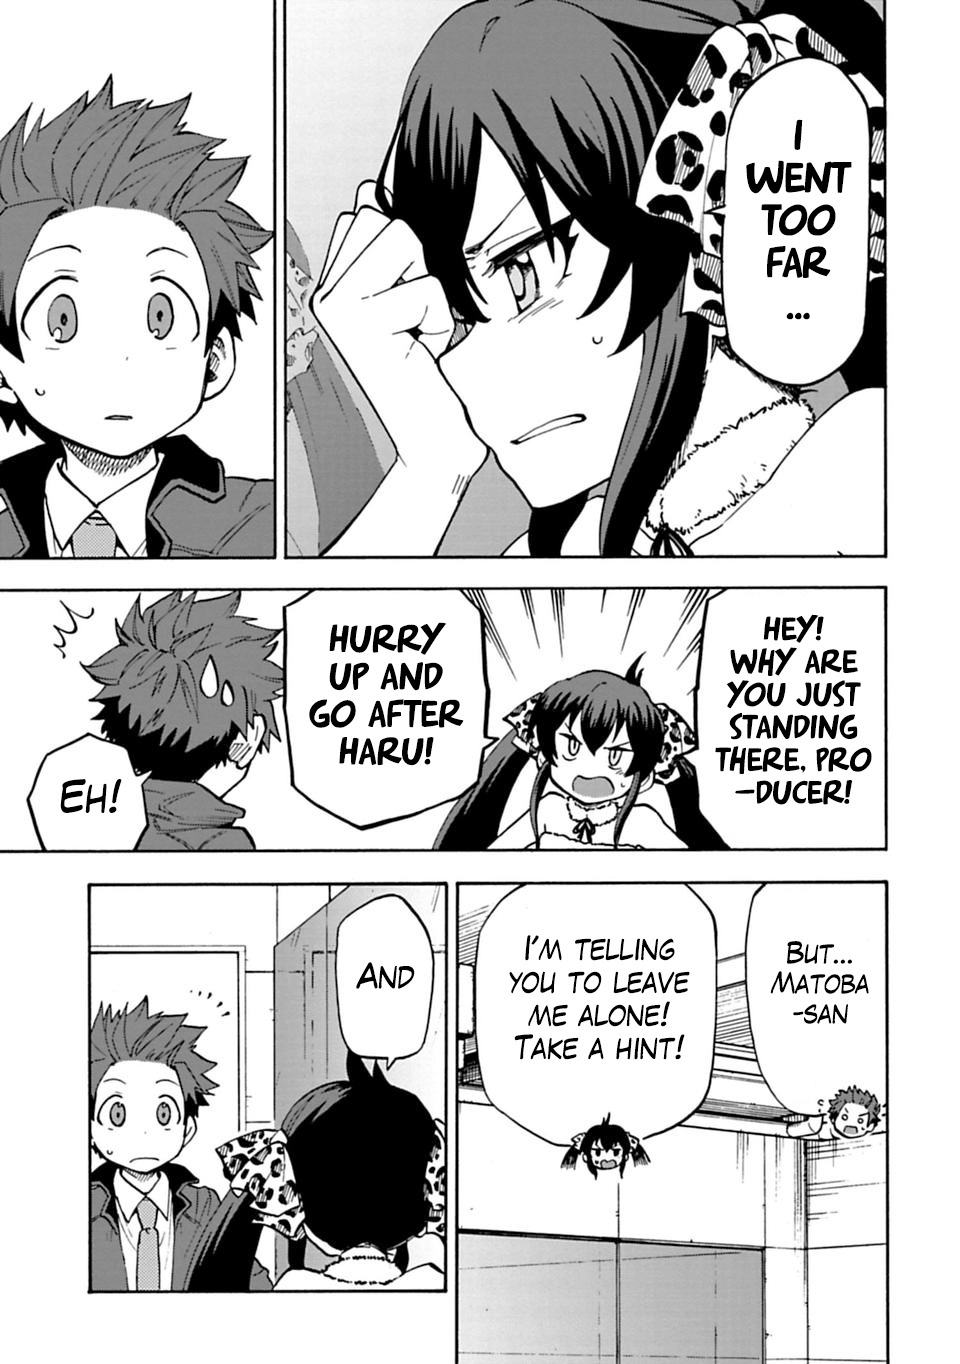 I
WENT
TOO
FAR
...
HEY!
WHY ARE
YOU JUST
STANDING
THERE, PRO
-DUCER!
HURRY
UP AND
GO AFTER
HARU!
EH!
BUT...
MATOBA
-SAN
I'M TELLING
YOU TO LEAVE
ME ALONE!
TAKE A HINT!
AND